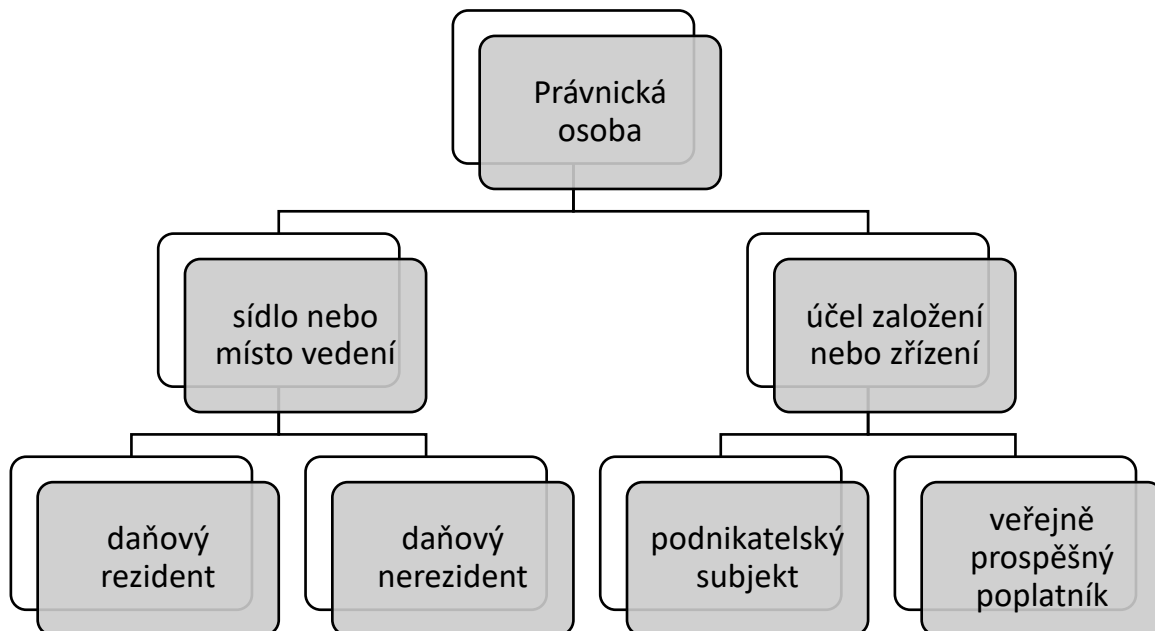 Právnická
osoba
sídlo nebo
místo vedení
účel založení
nebo zřízení
daňový
rezident
daňový
nerezident
podnikatelský
subjekt
veřejně
prospěšný
poplatník